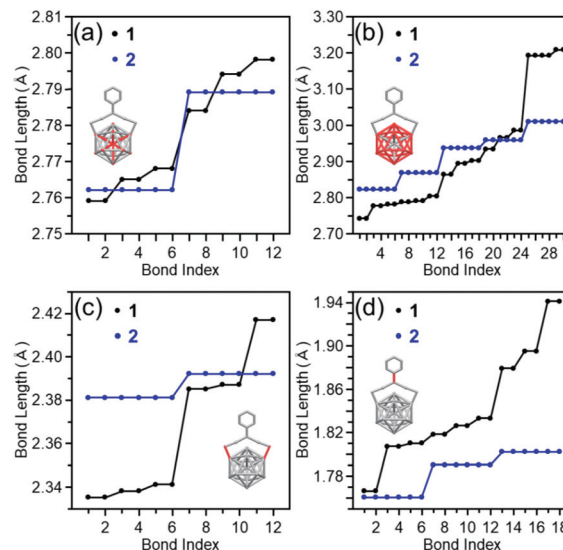 (a)
1
2
Bond Length (Å)
2.81
2.80
2.79
2.78
2.77
2.76
2.75
2 4 6 8 10 12
Bond Index
(b)
1
2
Bond Length (Å)
3.20
3.10
3.00
2.90
2.80
2.70
4 8 12 16 20 24 28
Bond Index
(c)
1
2
Bond Length (Å)
2.42
2.40
2.38
2.36
2.34
2 4 6 8 10 12
Bond Index
(d)
1
2
Bond Length (Å)
1.94
1.90
1.86
1.82
1.78
2 4 6 8 10 12 14 16 18
Bond Index